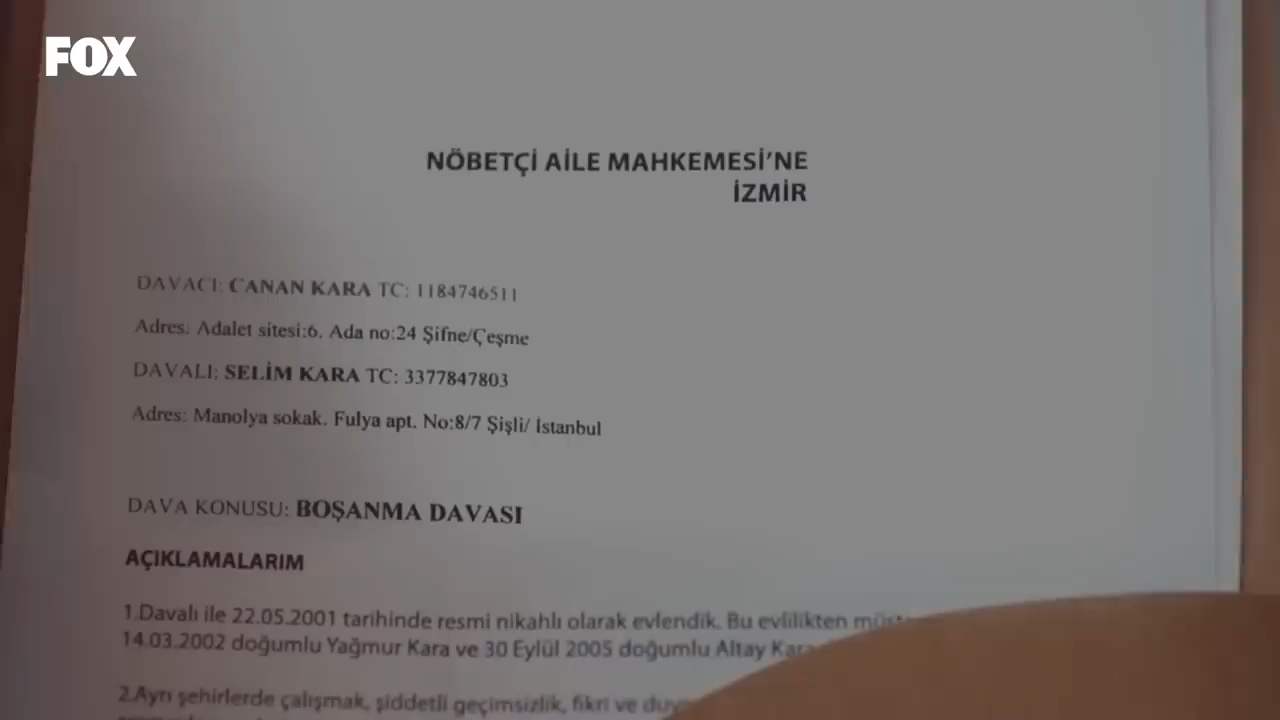 FOX
NÖBETÇİ AİLE MAHKEMESİ'NE
İZMİR
DAVACI: CANAN KARA TC: 1184746511
Adres: Adalet sitesi:6. Ada no:24 Şifne/Çeşme
DAVALI: SELİM KARA TC: 3377847803
Adres: Manolya sokak. Fulya apt. No:8/7 Şişli/ İstanbul
DAVA KONUSU: BOŞANMA DAVASI
AÇIKLAMALARIM
1.Davalı ile 22.05.2001 tarihinde resmi nikahlı olarak evlendik. Bu evlilikten
14.03.2002 doğumlu Yağmur Kara ve 30 Eylül 2005 doğumlu Altay Kara
2.Ayrı şehirlerde çalışmak, şiddetli geçimsizlik, fikri ve